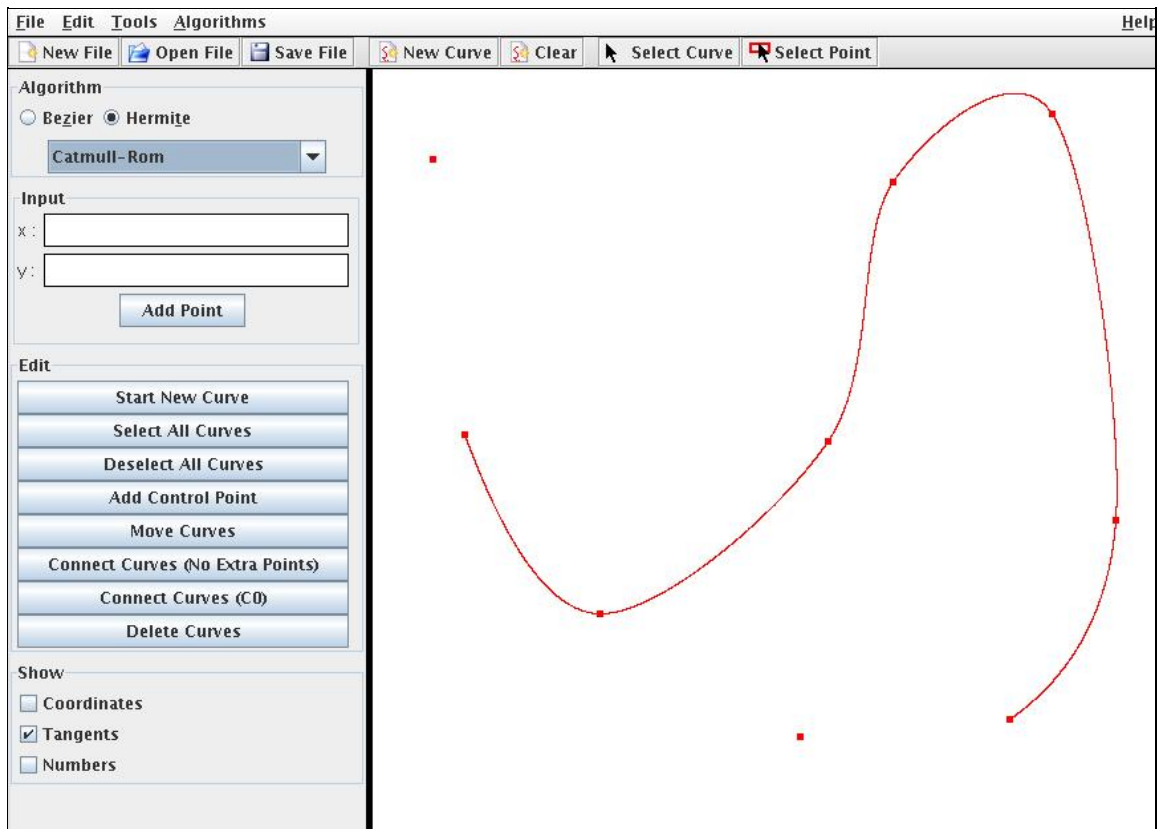 File Edit Tools Algorithms Help
New File Open File Save File New Curve Clear Select Curve Select Point
Algorithm
Bezier Hermite
Catmull-Rom
Input
x:
y:
Add Point
Edit
Start New Curve
Select All Curves
Deselect All Curves
Add Control Point
Move Curves
Connect Curves (No Extra Points)
Connect Curves (C0)
Delete Curves
Show
Coordinates
Tangents
Numbers